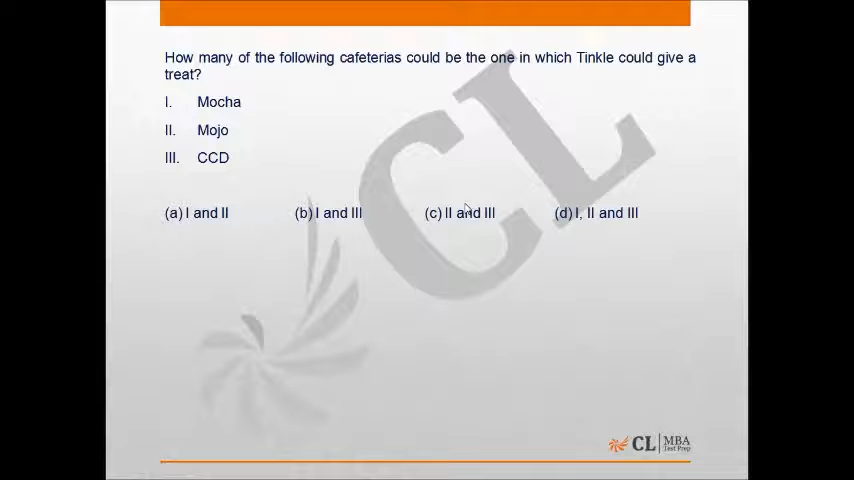 How many of the following cafeterias could be the one in which Tinkle could give a
treat?
I. Mocha
II. Mojo
III. CCD
(a) I and II (b) I and III (c) II and III (d) I, II and III
CL
CL MBA
Test Prep